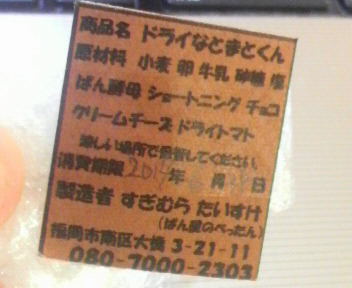 商品名 ドライなとまとくん
原材料 小麦 卵 牛乳 砂糖 塩
ぱん酵母 ショートニング チョコ
クリームチーズ ドライトマト
涼しい場所で保管してください。
消費期限 年 月 日
製造者 すぎむら だいすけ
(ぱん屋のぺったん)
福岡市南区大橋 3-21-11
080-7000-2303